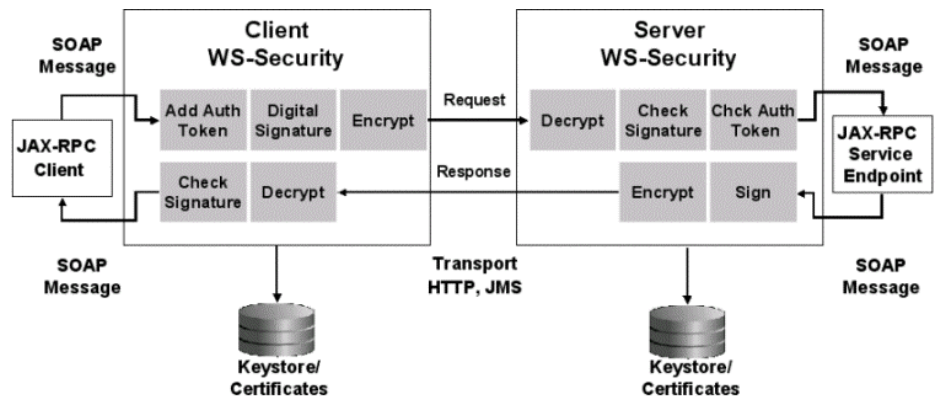 Client
WS-Security
Server
WS-Security
SOAP
Message
SOAP
Message
Add Auth
Token
Digital
Signature
Encrypt
Request
Decrypt
Check
Signature
Chck Auth
Token
JAX-RPC
Client
JAX-RPC
Service
Endpoint
Check
Signature
Decrypt
Response
Encrypt
Sign
SOAP
Message
Transport
HTTP, JMS
SOAP
Message
Keystore/
Certificates
Keystore/
Certificates